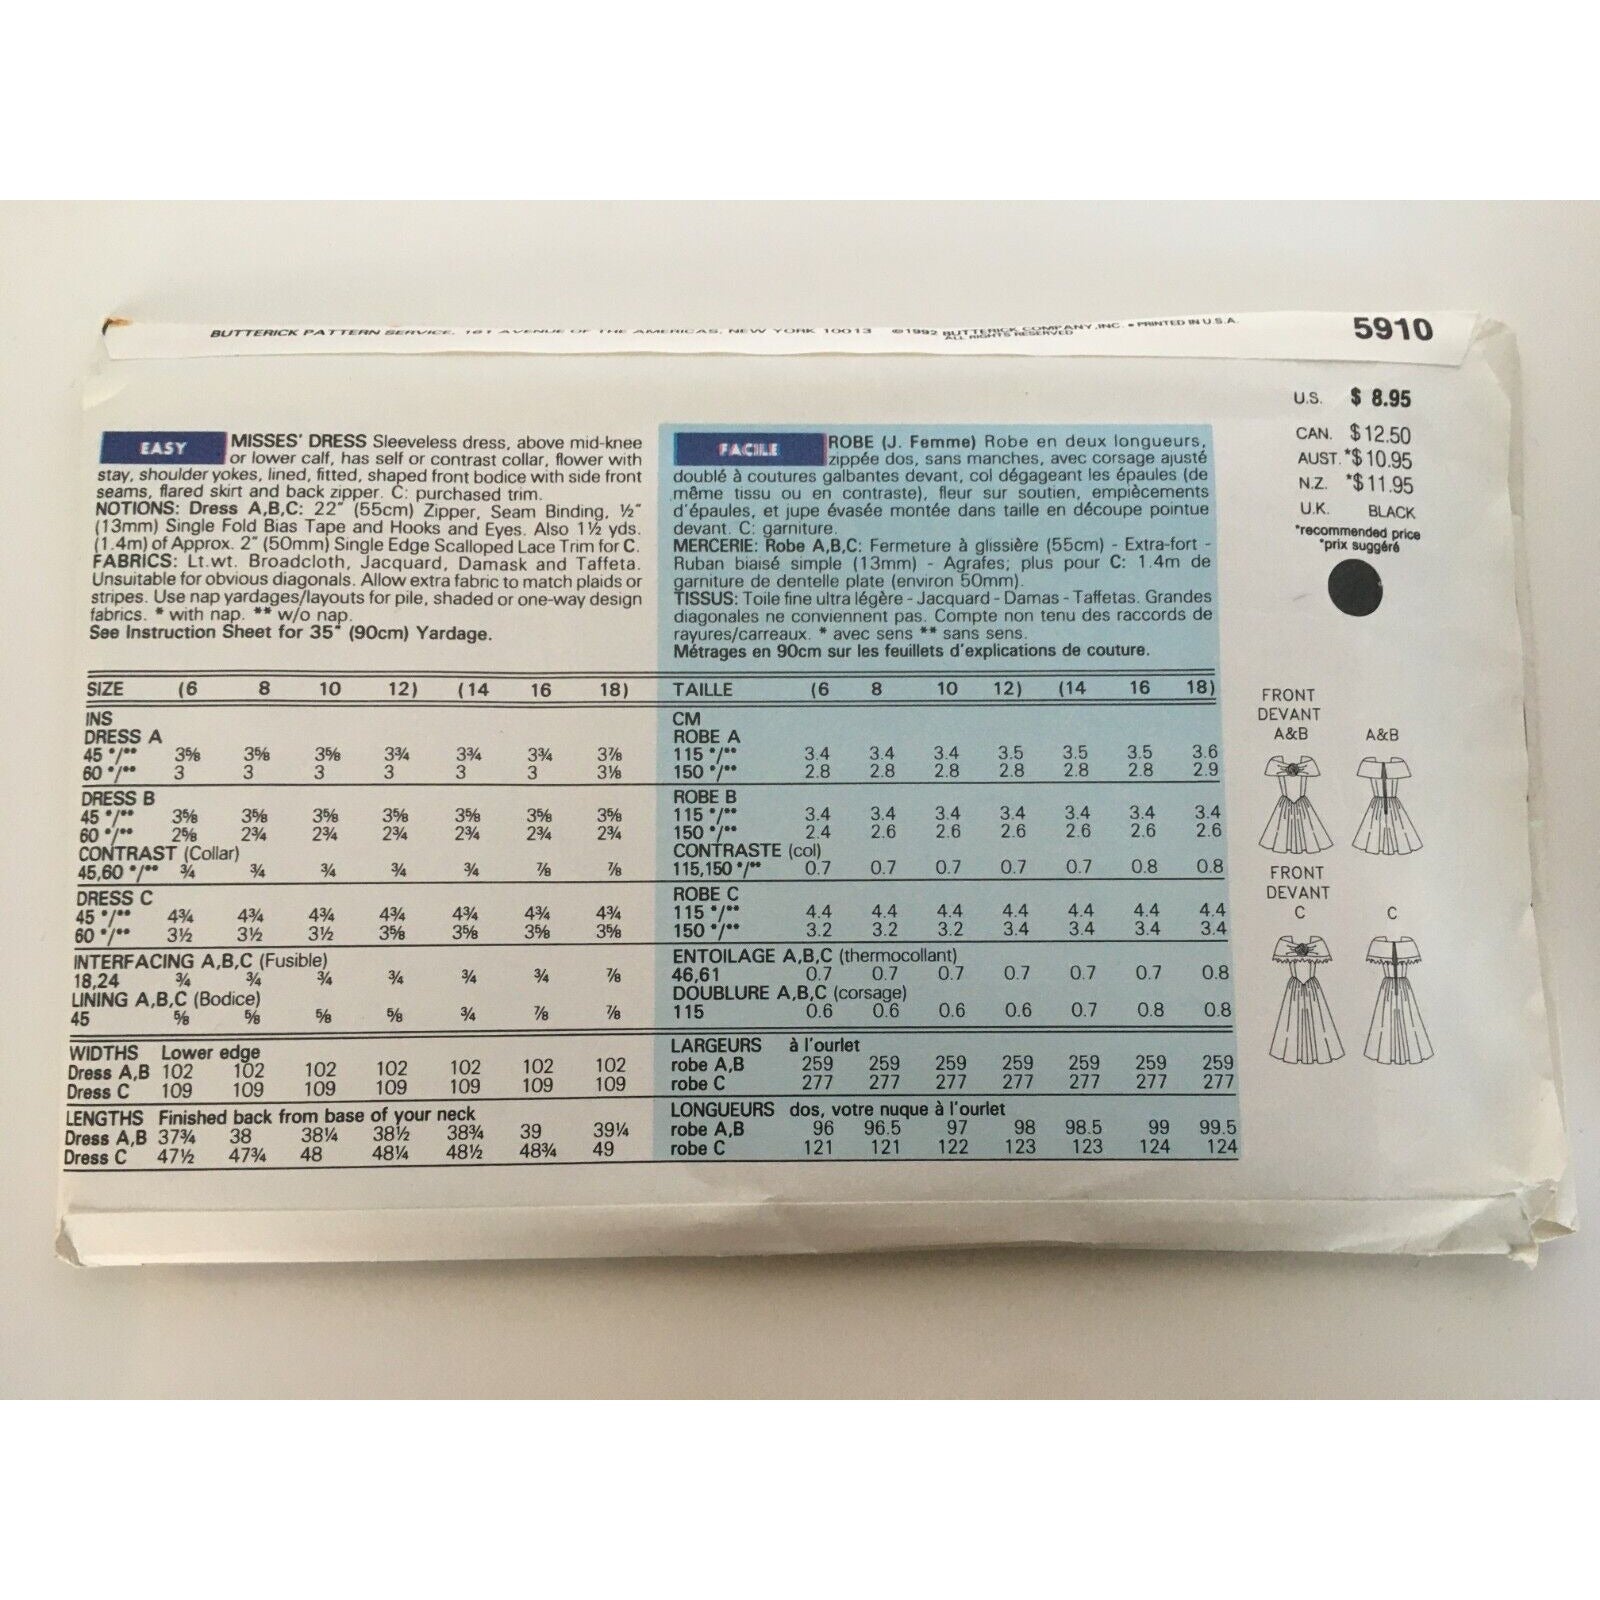 BUTTERICK PATTERN SERVICE, 161 AVENUE OF THE AMERICAS, NEW YORK 10013 ©1992 BUTTERICK COMPANY, INC. • PRINTED IN U.S.A.
ALL RIGHTS RESERVED
5910
EASY
MISSES' DRESS Sleeveless dress, above mid-knee
or lower calf, has self or contrast collar, flower with
stay, shoulder yokes, lined, fitted, shaped front bodice with side front
seams, flared skirt and back zipper. C: purchased trim.
NOTIONS: Dress A,B,C: 22" (55cm) Zipper, Seam Binding, ½"
(13mm) Single Fold Bias Tape and Hooks and Eyes. Also 1½ yds.
(1.4m) of Approx. 2" (50mm) Single Edge Scalloped Lace Trim for C.
FABRICS: Lt.wt. Broadcloth, Jacquard, Damask and Taffeta.
Unsuitable for obvious diagonals. Allow extra fabric to match plaids or
stripes. Use nap yardages/layouts for pile, shaded or one-way design
fabrics. * with nap. ** w/o nap.
See Instruction Sheet for 35" (90cm) Yardage.
SIZE (6 8 10 12) (14 16 18)
INS
DRESS A
45 */** 3⅝ 3⅝ 3⅝ 3¾ 3¾ 3¾ 3⅞
60 */** 3 3 3 3 3 3 3⅛
DRESS B
45 */** 3⅝ 3⅝ 3⅝ 3⅝ 3⅝ 3⅝ 3⅝
60 */** 2⅝ 2¾ 2¾ 2¾ 2¾ 2¾ 2¾
CONTRAST (Collar)
45,60 */** ¾ ¾ ¾ ¾ ¾ ⅞ ⅞
DRESS C
45 */** 4¾ 4¾ 4¾ 4¾ 4¾ 4¾ 4¾
60 */** 3½ 3½ 3½ 3⅝ 3⅝ 3⅝ 3⅝
INTERFACING A,B,C (Fusible)
18,24 ¾ ¾ ¾ ¾ ¾ ¾ ⅞
LINING A,B,C (Bodice)
45 ⅝ ⅝ ⅝ ⅝ ¾ ⅞ ⅞
WIDTHS Lower edge
Dress A,B 102 102 102 102 102 102 102
Dress C 109 109 109 109 109 109 109
LENGTHS Finished back from base of your neck
Dress A,B 37¾ 38 38¼ 38½ 38¾ 39 39¼
Dress C 47½ 47¾ 48 48¼ 48½ 48¾ 49
FACILE
ROBE (J. Femme) Robe en deux longueurs,
zippée dos, sans manches, avec corsage ajusté
doublé à coutures galbantes devant, col dégageant les épaules (de
même tissu ou en contraste), fleur sur soutien, empiècements
d'épaules, et jupe évasée montée dans taille en découpe pointue
devant. C: garniture.
MERCERIE: Robe A,B,C: Fermeture à glissière (55cm) - Extra-fort -
Ruban biaisé simple (13mm) - Agrafes; plus pour C: 1.4m de
garniture de dentelle plate (environ 50mm).
TISSUS: Toile fine ultra légère - Jacquard - Damas - Taffetas. Grandes
diagonales ne conviennent pas. Compte non tenu des raccords de
rayures/carreaux. * avec sens ** sans sens.
Métrages en 90cm sur les feuillets d'explications de couture.
TAILLE (6 8 10 12) (14 16 18)
CM
ROBE A
115 */** 3.4 3.4 3.4 3.5 3.5 3.5 3.6
150 */** 2.8 2.8 2.8 2.8 2.8 2.8 2.9
ROBE B
115 */** 3.4 3.4 3.4 3.4 3.4 3.4 3.4
150 */** 2.4 2.6 2.6 2.6 2.6 2.6 2.6
CONTRASTE (col)
115,150 */** 0.7 0.7 0.7 0.7 0.7 0.8 0.8
ROBE C
115 */** 4.4 4.4 4.4 4.4 4.4 4.4 4.4
150 */** 3.2 3.2 3.2 3.4 3.4 3.4 3.4
ENTOILAGE A,B,C (thermocollant)
46,61 0.7 0.7 0.7 0.7 0.7 0.7 0.8
DOUBLURE A,B,C (corsage)
115 0.6 0.6 0.6 0.6 0.7 0.8 0.8
LARGEURS à l'ourlet
robe A,B 259 259 259 259 259 259 259
robe C 277 277 277 277 277 277 277
LONGUEURS dos, votre nuque à l'ourlet
robe A,B 96 96.5 97 98 98.5 99 99.5
robe C 121 121 122 123 123 124 124
U.S. $ 8.95
CAN. $12.50
AUST. *$10.95
N.Z. *$11.95
U.K. BLACK
*recommended price
*prix suggéré
FRONT
DEVANT
A&B A&B
FRONT
DEVANT
C C